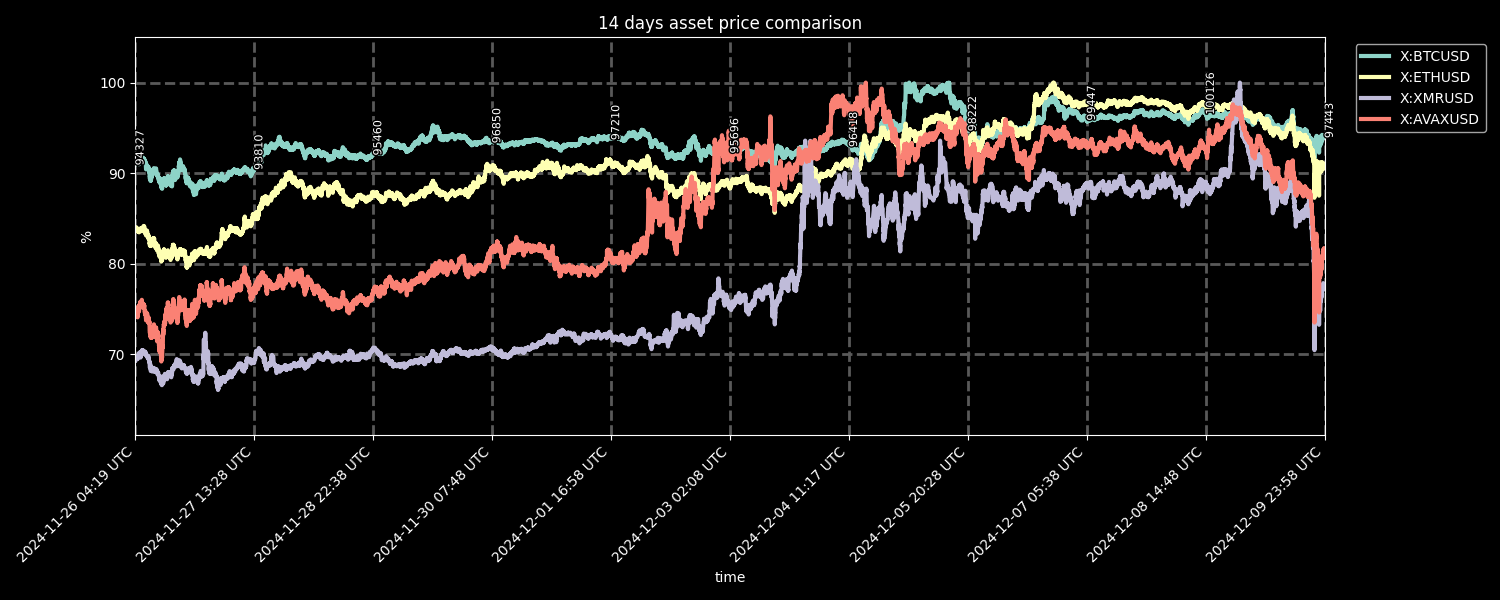 14 days asset price comparison
X:BTCUSD
X:ETHUSD
X:XMRUSD
X:AVAXUSD
100
90
80
70
%
94327
93810
95460
96850
97210
95696
96418
98222
99447
100126
97443
2024-11-26 04:19 UTC
2024-11-27 13:28 UTC
2024-11-28 22:38 UTC
2024-11-30 07:48 UTC
2024-12-01 16:58 UTC
2024-12-03 02:08 UTC
2024-12-04 11:17 UTC
2024-12-05 20:28 UTC
2024-12-07 05:38 UTC
2024-12-08 14:48 UTC
2024-12-09 23:58 UTC
time